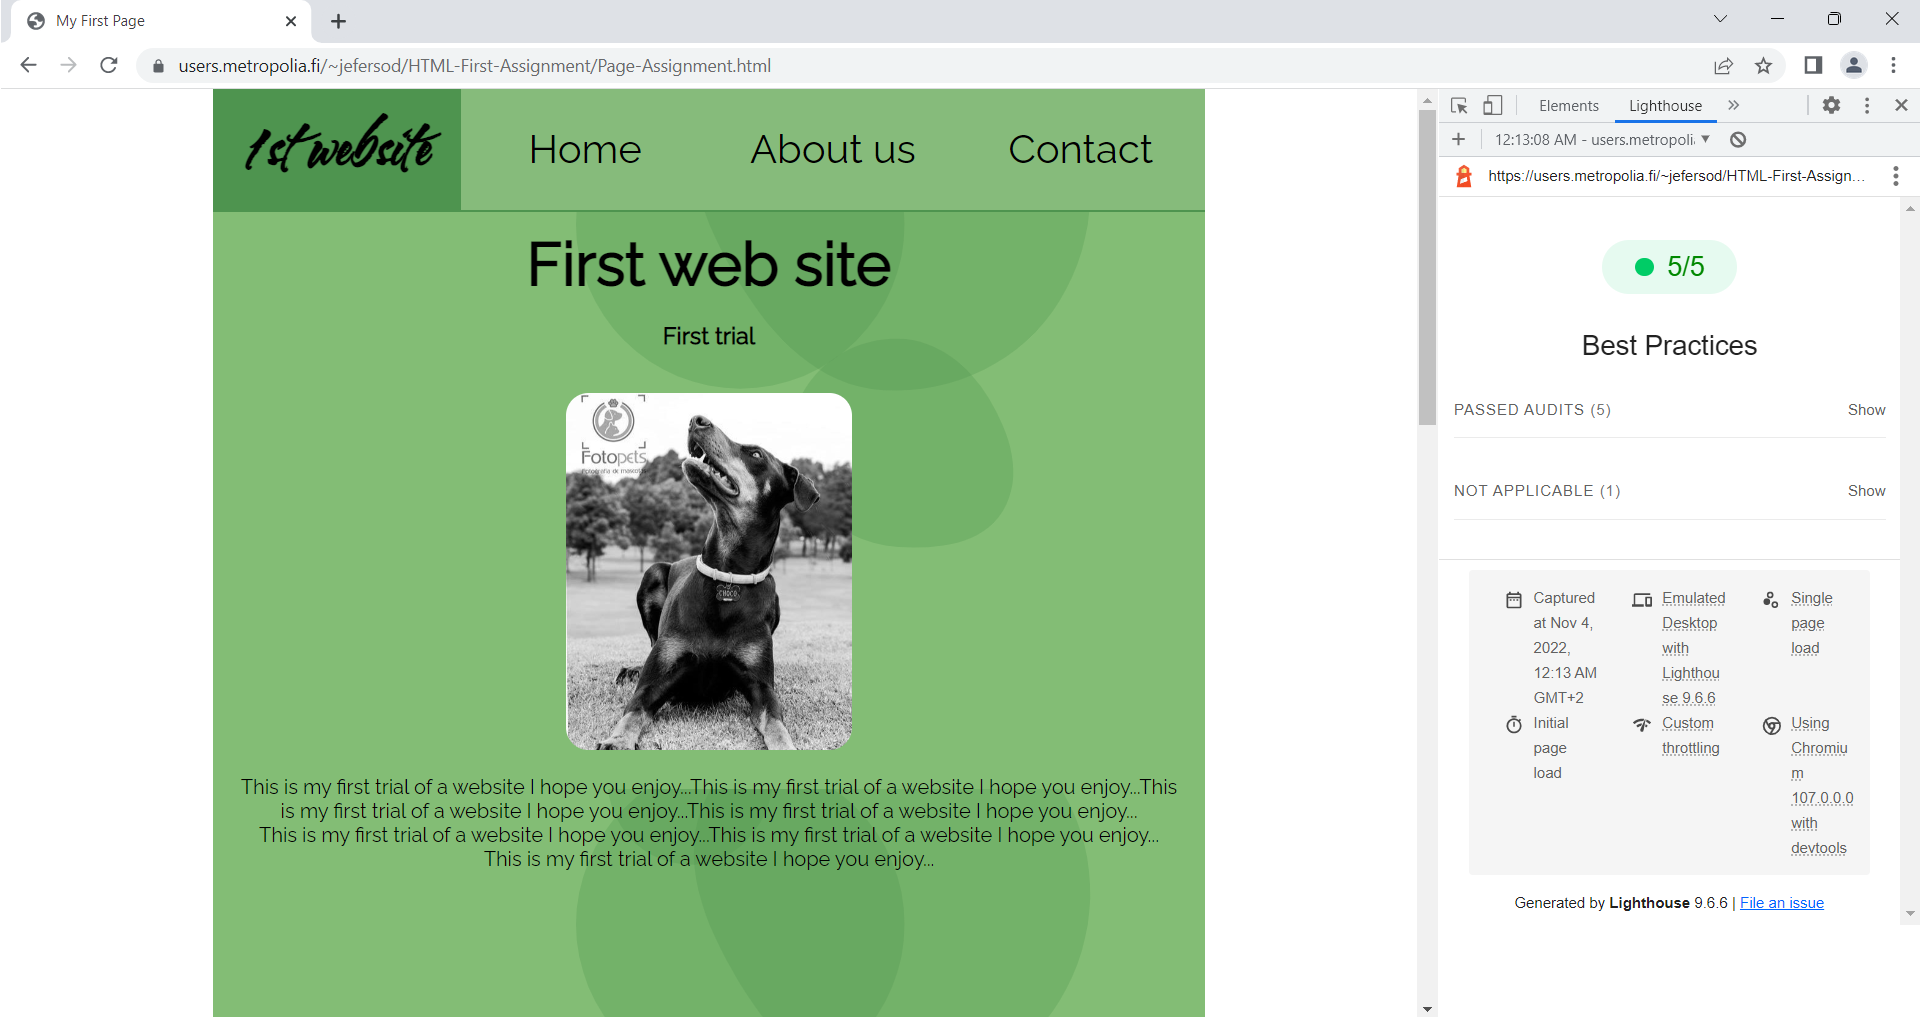 My First Page
users.metropolia.fi/~jefersod/HTML-First-Assignment/Page-Assignment.html
1st website
Home
About us
Contact
First web site
First trial
Fotopets
Fotografía de mascotas
CHOCO
This is my first trial of a website I hope you enjoy...This is my first trial of a website I hope you enjoy...This
is my first trial of a website I hope you enjoy...This is my first trial of a website I hope you enjoy...
This is my first trial of a website I hope you enjoy...This is my first trial of a website I hope you enjoy...
This is my first trial of a website I hope you enjoy...
Elements
Lighthouse
12:13:08 AM - users.metropoli
https://users.metropolia.fi/~jefersod/HTML-First-Assign...
5/5
Best Practices
PASSED AUDITS (5)
Show
NOT APPLICABLE (1)
Show
Captured
at Nov 4,
2022,
12:13 AM
GMT+2
Emulated
Desktop
with
Lighthou
se 9.6.6
Single
page
load
Initial
page
load
Custom
throttling
Using
Chromiu
m
107.0.0.0
with
devtools
Generated by Lighthouse 9.6.6 | File an issue